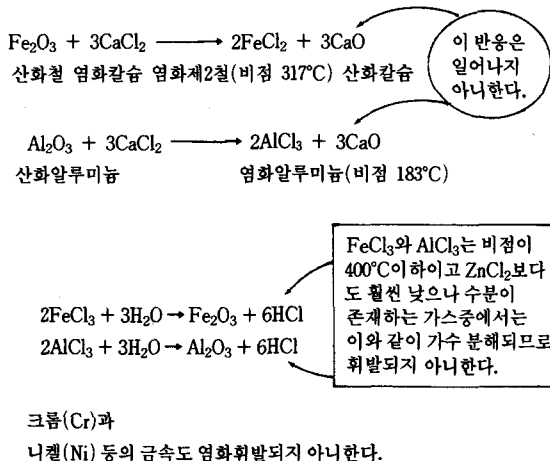 Fe₂O₃ + 3CaCl₂ ⟶ 2FeCl₂ + 3CaO
산화철 염화칼슘 염화제2철(비점 317°C) 산화칼슘
이 반응은
일어나지
아니한다.
Al₂O₃ + 3CaCl₂ ⟶ 2AlCl₃ + 3CaO
산화알루미늄 염화알루미늄(비점 183°C)
FeCl₃와 AlCl₃는 비점이
400°C이하이고 ZnCl₂보다
도 훨씬 낮으나 수분이
존재하는 가스중에서는
이와 같이 가수 분해되므로
휘발되지 아니한다.
2FeCl₃ + 3H₂O → Fe₂O₃ + 6HCl
2AlCl₃ + 3H₂O → Al₂O₃ + 6HCl
크롬(Cr)과
니켈(Ni) 등의 금속도 염화휘발되지 아니한다.